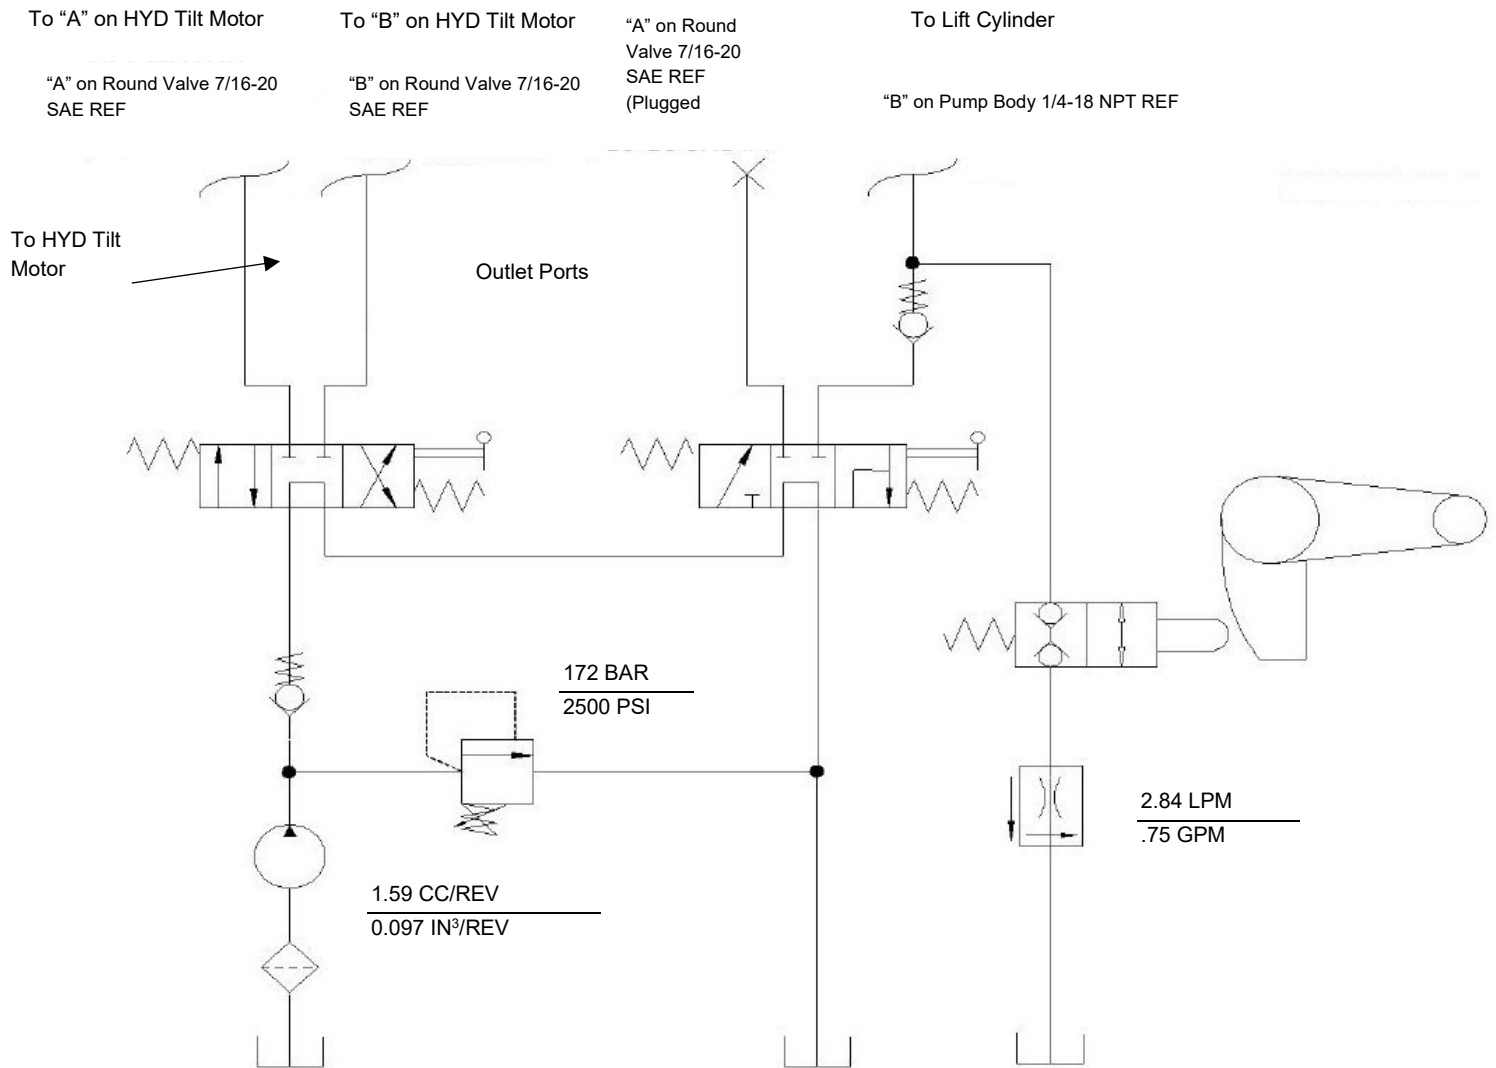 To “A” on HYD Tilt Motor
To “B” on HYD Tilt Motor
“A” on Round
Valve 7/16-20
SAE REF
(Plugged
To Lift Cylinder
“A” on Round Valve 7/16-20
SAE REF
“B” on Round Valve 7/16-20
SAE REF
“B” on Pump Body 1/4-18 NPT REF
To HYD Tilt
Motor
Outlet Ports
172 BAR
2500 PSI
2.84 LPM
.75 GPM
1.59 CC/REV
0.097 IN³/REV